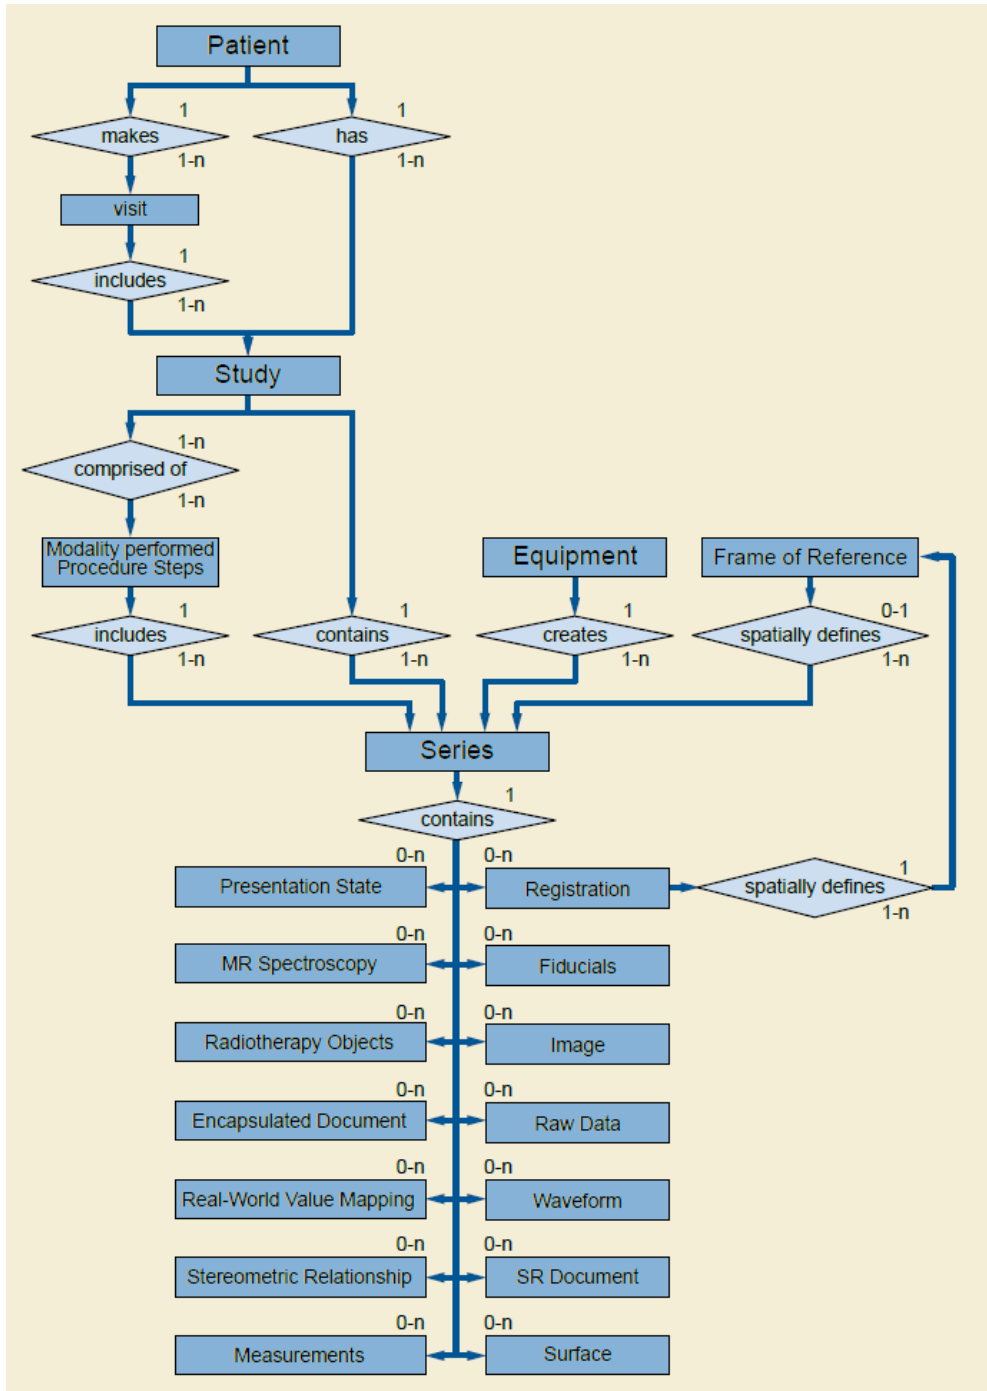 Patient
1
1
makes
has
1-n
1-n
visit
1
includes
1-n
Study
1-n
comprised of
1-n
Modality performed
Procedure Steps
Equipment
Frame of Reference
1
1
1
0-1
includes
contains
creates
spatially defines
1-n
1-n
1-n
1-n
Series
1
contains
0-n
0-n
Presentation State
Registration
1
spatially defines
1-n
0-n
0-n
MR Spectroscopy
Fiducials
0-n
0-n
Radiotherapy Objects
Image
0-n
0-n
Encapsulated Document
Raw Data
0-n
0-n
Real-World Value Mapping
Waveform
0-n
0-n
Stereometric Relationship
SR Document
0-n
0-n
Measurements
Surface